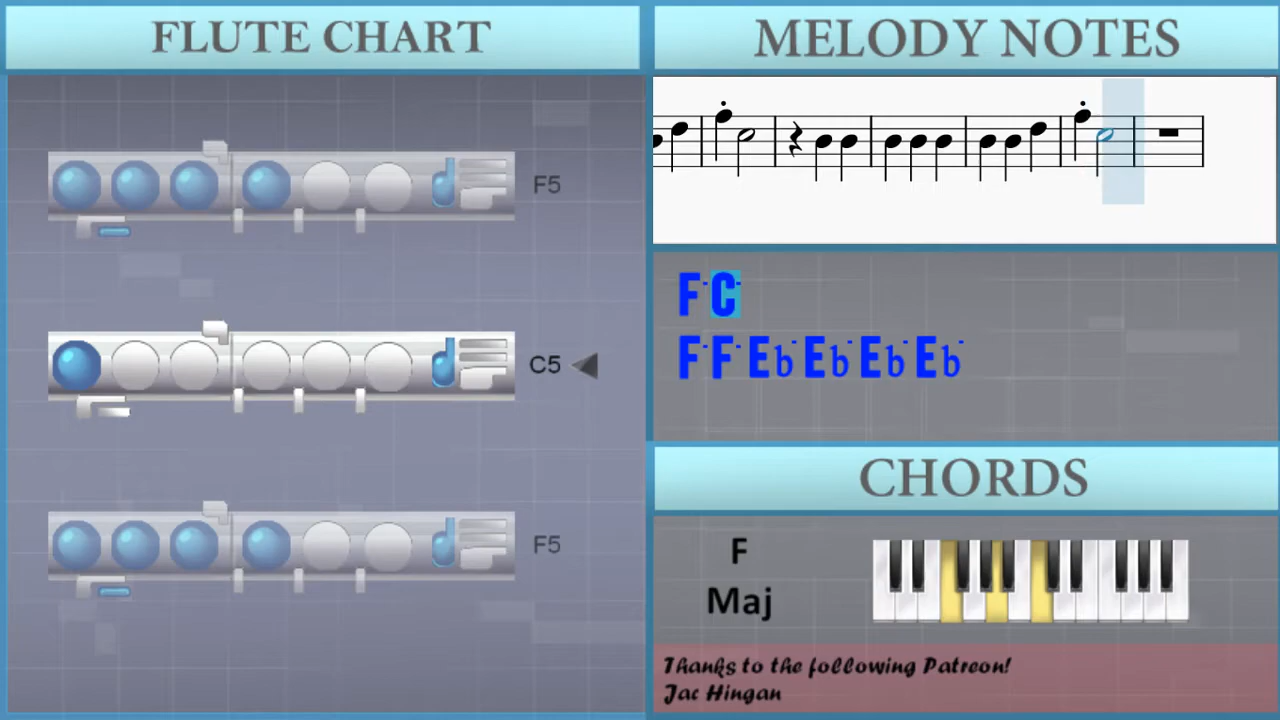 FLUTE CHART
MELODY NOTES
F5
C5
F5
F· C·
F· F· Eb· Eb· Eb· Eb·
CHORDS
F
Maj
Thanks to the following Patreon!
Jac Hingan